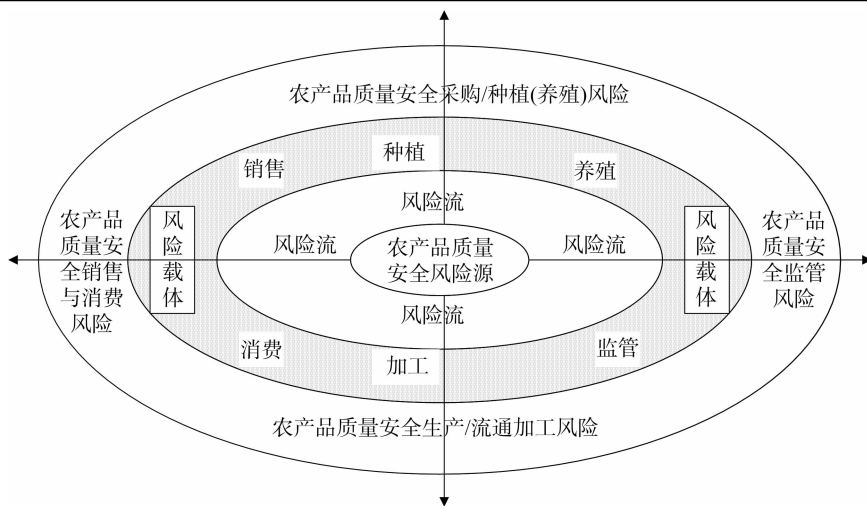 农产品质量安全采购/种植(养殖)风险
种植
销售
养殖
风险流
农产品
质量安
全销售
与消费
风险
风
险
载
体
风险流
农产品质量
安全风险源
风险流
风
险
载
体
农产品
质量安
全监管
风险
风险流
消费
加工
监管
农产品质量安全生产/流通加工风险